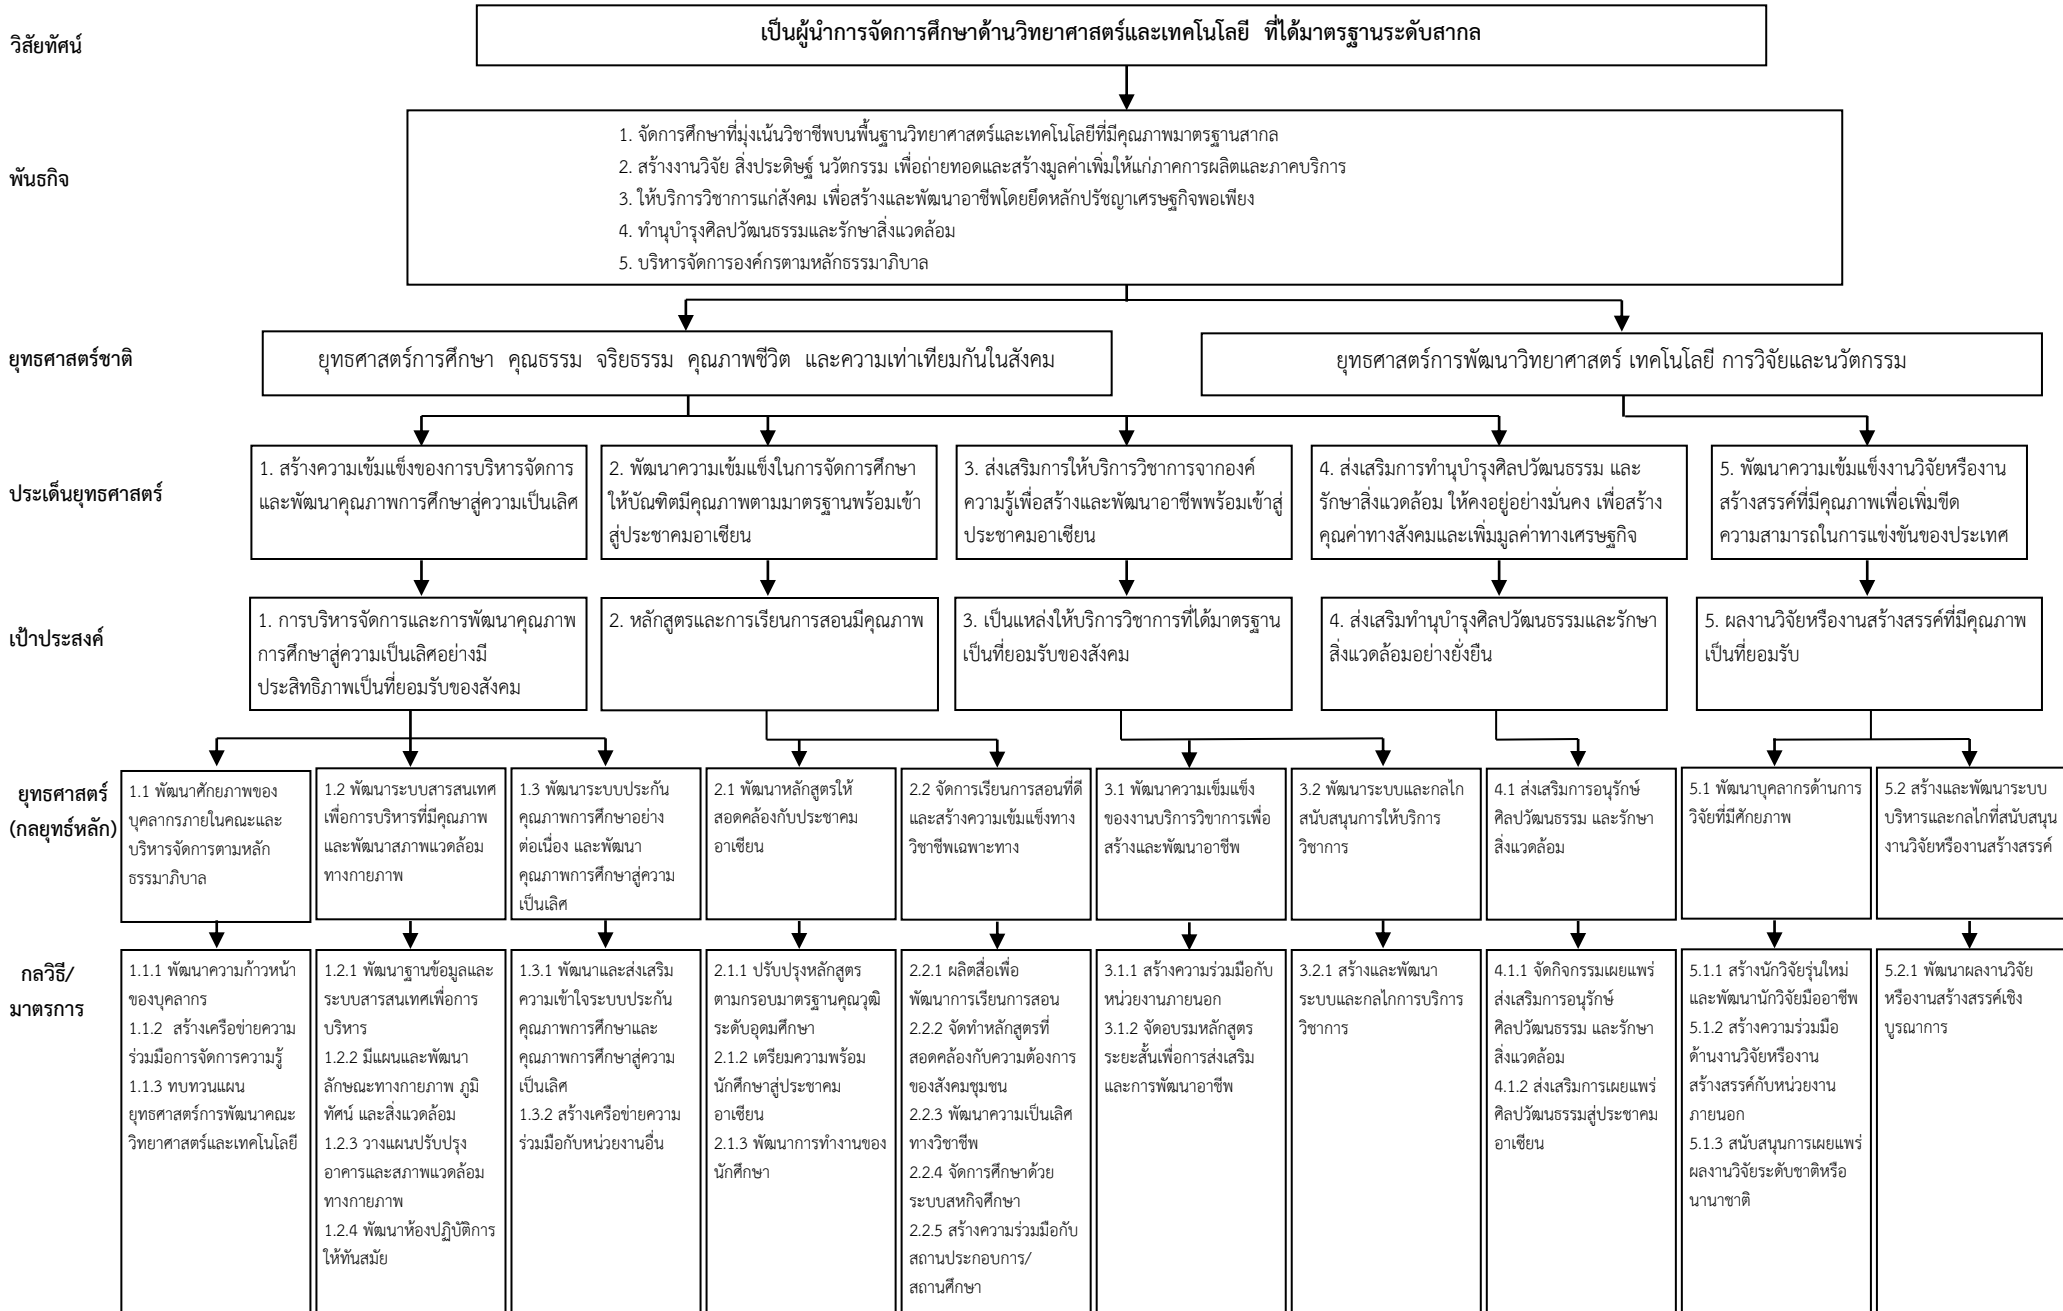 วิสัยทัศน์
เป็นผู้นำการจัดการศึกษาด้านวิทยาศาสตร์และเทคโนโลยี ที่ได้มาตรฐานระดับสากล
พันธกิจ
1. จัดการศึกษาที่มุ่งเน้นวิชาชีพบนพื้นฐานวิทยาศาสตร์และเทคโนโลยีที่มีคุณภาพมาตรฐานสากล
2. สร้างงานวิจัย สิ่งประดิษฐ์ นวัตกรรม เพื่อถ่ายทอดและสร้างมูลค่าเพิ่มให้แก่ภาคการผลิตและภาคบริการ
3. ให้บริการวิชาการแก่สังคม เพื่อสร้างและพัฒนาอาชีพโดยยึดหลักปรัชญาเศรษฐกิจพอเพียง
4. ทำนุบำรุงศิลปวัฒนธรรมและรักษาสิ่งแวดล้อม
5. บริหารจัดการองค์กรตามหลักธรรมาภิบาล
ยุทธศาสตร์ชาติ
ยุทธศาสตร์การศึกษา คุณธรรม จริยธรรม คุณภาพชีวิต และความเท่าเทียมกันในสังคม
ยุทธศาสตร์การพัฒนาวิทยาศาสตร์ เทคโนโลยี การวิจัยและนวัตกรรม
ประเด็นยุทธศาสตร์
1. สร้างความเข้มแข็งของการบริหารจัดการ
และพัฒนาคุณภาพการศึกษาสู่ความเป็นเลิศ
2. พัฒนาความเข้มแข็งในการจัดการศึกษา
ให้บัณฑิตมีคุณภาพตามมาตรฐานพร้อมเข้า
สู่ประชาคมอาเซียน
3. ส่งเสริมการให้บริการวิชาการจากองค์
ความรู้เพื่อสร้างและพัฒนาอาชีพพร้อมเข้าสู่
ประชาคมอาเซียน
4. ส่งเสริมการทำนุบำรุงศิลปวัฒนธรรม และ
รักษาสิ่งแวดล้อม ให้คงอยู่อย่างมั่นคง เพื่อสร้าง
คุณค่าทางสังคมและเพิ่มมูลค่าทางเศรษฐกิจ
5. พัฒนาความเข้มแข็งงานวิจัยหรืองาน
สร้างสรรค์ที่มีคุณภาพเพื่อเพิ่มขีด
ความสามารถในการแข่งขันของประเทศ
เป้าประสงค์
1. การบริหารจัดการและการพัฒนาคุณภาพ
การศึกษาสู่ความเป็นเลิศอย่างมี
ประสิทธิภาพเป็นที่ยอมรับของสังคม
2. หลักสูตรและการเรียนการสอนมีคุณภาพ
3. เป็นแหล่งให้บริการวิชาการที่ได้มาตรฐาน
เป็นที่ยอมรับของสังคม
4. ส่งเสริมทำนุบำรุงศิลปวัฒนธรรมและรักษา
สิ่งแวดล้อมอย่างยั่งยืน
5. ผลงานวิจัยหรืองานสร้างสรรค์ที่มีคุณภาพ
เป็นที่ยอมรับ
ยุทธศาสตร์
(กลยุทธ์หลัก)
1.1 พัฒนาศักยภาพของ
บุคลากรภายในคณะและ
บริหารจัดการตามหลัก
ธรรมาภิบาล
1.2 พัฒนาระบบสารสนเทศ
เพื่อการบริหารที่มีคุณภาพ
และพัฒนาสภาพแวดล้อม
ทางกายภาพ
1.3 พัฒนาระบบประกัน
คุณภาพการศึกษาอย่าง
ต่อเนื่อง และพัฒนา
คุณภาพการศึกษาสู่ความ
เป็นเลิศ
2.1 พัฒนาหลักสูตรให้
สอดคล้องกับประชาคม
อาเซียน
2.2 จัดการเรียนการสอนที่ดี
และสร้างความเข้มแข็งทาง
วิชาชีพเฉพาะทาง
3.1 พัฒนาความเข็มแข็ง
ของงานบริการวิขาการเพื่อ
สร้างและพัฒนาอาชีพ
3.2 พัฒนาระบบและกลไก
สนับสนุนการให้บริการ
วิชาการ
4.1 ส่งเสริมการอนุรักษ์
ศิลปวัฒนธรรม และรักษา
สิ่งแวดล้อม
5.1 พัฒนาบุคลากรด้านการ
วิจัยที่มีศักยภาพ
5.2 สร้างและพัฒนาระบบ
บริหารและกลไกที่สนับสนุน
งานวิจัยหรืองานสร้างสรรค์
กลวิธี/
มาตรการ
1.1.1 พัฒนาความก้าวหน้า
ของบุคลากร
1.1.2 สร้างเครือข่ายความ
ร่วมมือการจัดการความรู้
1.1.3 ทบทวนแผน
ยุทธศาสตร์การพัฒนาคณะ
วิทยาศาสตร์และเทคโนโลยี
1.2.1 พัฒนาฐานข้อมูลและ
ระบบสารสนเทศเพื่อการ
บริหาร
1.2.2 มีแผนและพัฒนา
ลักษณะทางกายภาพ ภูมิ
ทัศน์ และสิ่งแวดล้อม
1.2.3 วางแผนปรับปรุง
อาคารและสภาพแวดล้อม
ทางกายภาพ
1.2.4 พัฒนาห้องปฏิบัติการ
ให้ทันสมัย
1.3.1 พัฒนาและส่งเสริม
ความเข้าใจระบบประกัน
คุณภาพการศึกษาและ
คุณภาพการศึกษาสู่ความ
เป็นเลิศ
1.3.2 สร้างเครือข่ายความ
ร่วมมือกับหน่วยงานอื่น
2.1.1 ปรับปรุงหลักสูตร
ตามกรอบมาตรฐานคุณวุฒิ
ระดับอุดมศึกษา
2.1.2 เตรียมความพร้อม
นักศึกษาสู่ประชาคม
อาเซียน
2.1.3 พัฒนาการทำงานของ
นักศึกษา
2.2.1 ผลิตสื่อเพื่อ
พัฒนาการเรียนการสอน
2.2.2 จัดทำหลักสูตรที่
สอดคล้องกับความต้องการ
ของสังคมชุมชน
2.2.3 พัฒนาความเป็นเลิศ
ทางวิชาชีพ
2.2.4 จัดการศึกษาด้วย
ระบบสหกิจศึกษา
2.2.5 สร้างความร่วมมือกับ
สถานประกอบการ/
สถานศึกษา
3.1.1 สร้างความร่วมมือกับ
หน่วยงานภายนอก
3.1.2 จัดอบรมหลักสูตร
ระยะสั้นเพื่อการส่งเสริม
และการพัฒนาอาชีพ
3.2.1 สร้างและพัฒนา
ระบบและกลไกการบริการ
วิชาการ
4.1.1 จัดกิจกรรมเผยแพร่
ส่งเสริมการอนุรักษ์
ศิลปวัฒนธรรม และรักษา
สิ่งแวดล้อม
4.1.2 ส่งเสริมการเผยแพร่
ศิลปวัฒนธรรมสู่ประชาคม
อาเซียน
5.1.1 สร้างนักวิจัยรุ่นใหม่
และพัฒนานักวิจัยมืออาชีพ
5.1.2 สร้างความร่วมมือ
ด้านงานวิจัยหรืองาน
สร้างสรรค์กับหน่วยงาน
ภายนอก
5.1.3 สนับสนุนการเผยแพร่
ผลงานวิจัยระดับชาติหรือ
นานาชาติ
5.2.1 พัฒนาผลงานวิจัย
หรืองานสร้างสรรค์เชิง
บูรณาการ